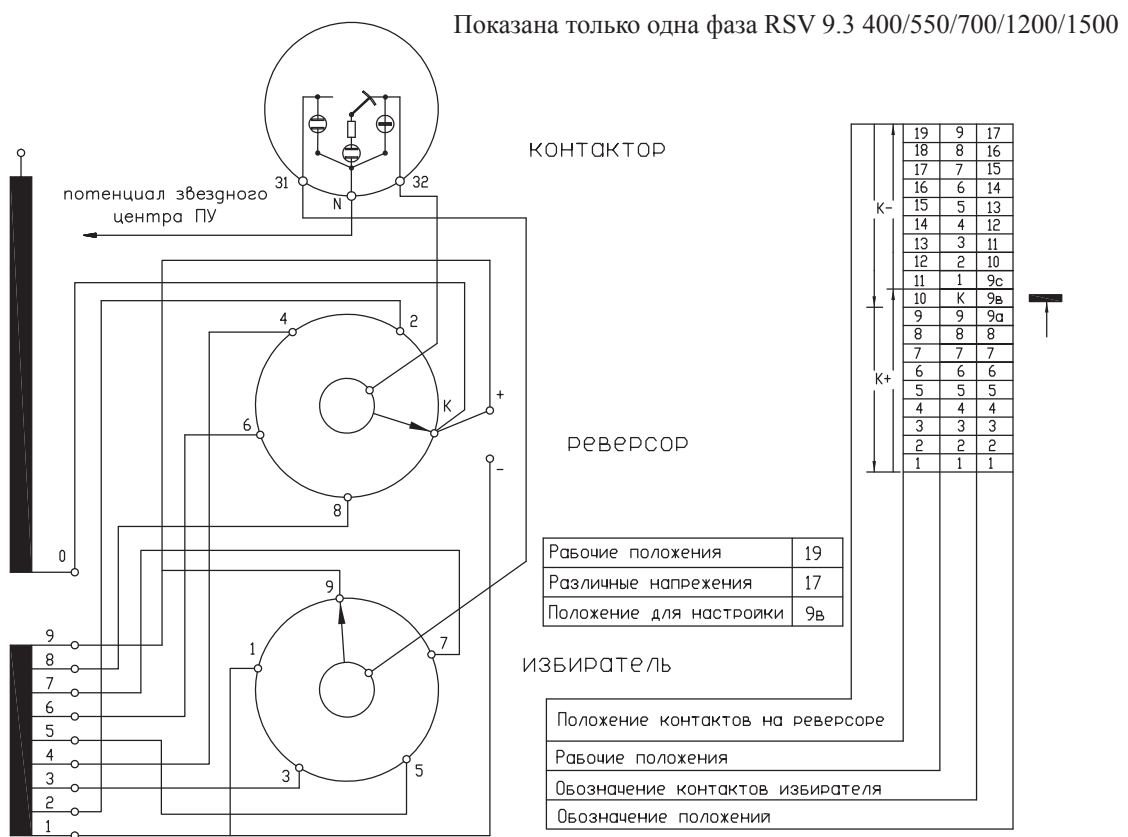 Показана только одна фаза RSV 9.3 400/550/700/1200/1500
контактор
31
32
N
потенциал звездного
центра ПУ
4
2
6
K
8
+
-
реверсор
0
9
1
7
3
5
избиратель
9
8
7
6
5
4
3
2
1
Рабочие положения 19
Различные напрежения 17
Положение для настройки 9в
K-
K+
19 9 17
18 8 16
17 7 15
16 6 14
15 5 13
14 4 12
13 3 11
12 2 10
11 1 9с
10 K 9в
9 9 9а
8 8 8
7 7 7
6 6 6
5 5 5
4 4 4
3 3 3
2 2 2
1 1 1
Положение контактов на реверсоре
Рабочие положения
Обозначение контактов избирателя
Обозначение положений